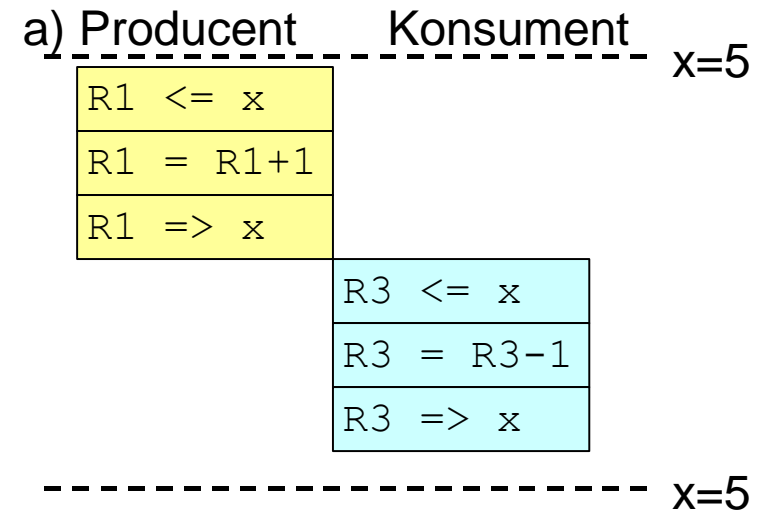 a) Producent Konsument
x=5
R1 <= x
R1 = R1+1
R1 => x
R3 <= x
R3 = R3-1
R3 => x
x=5